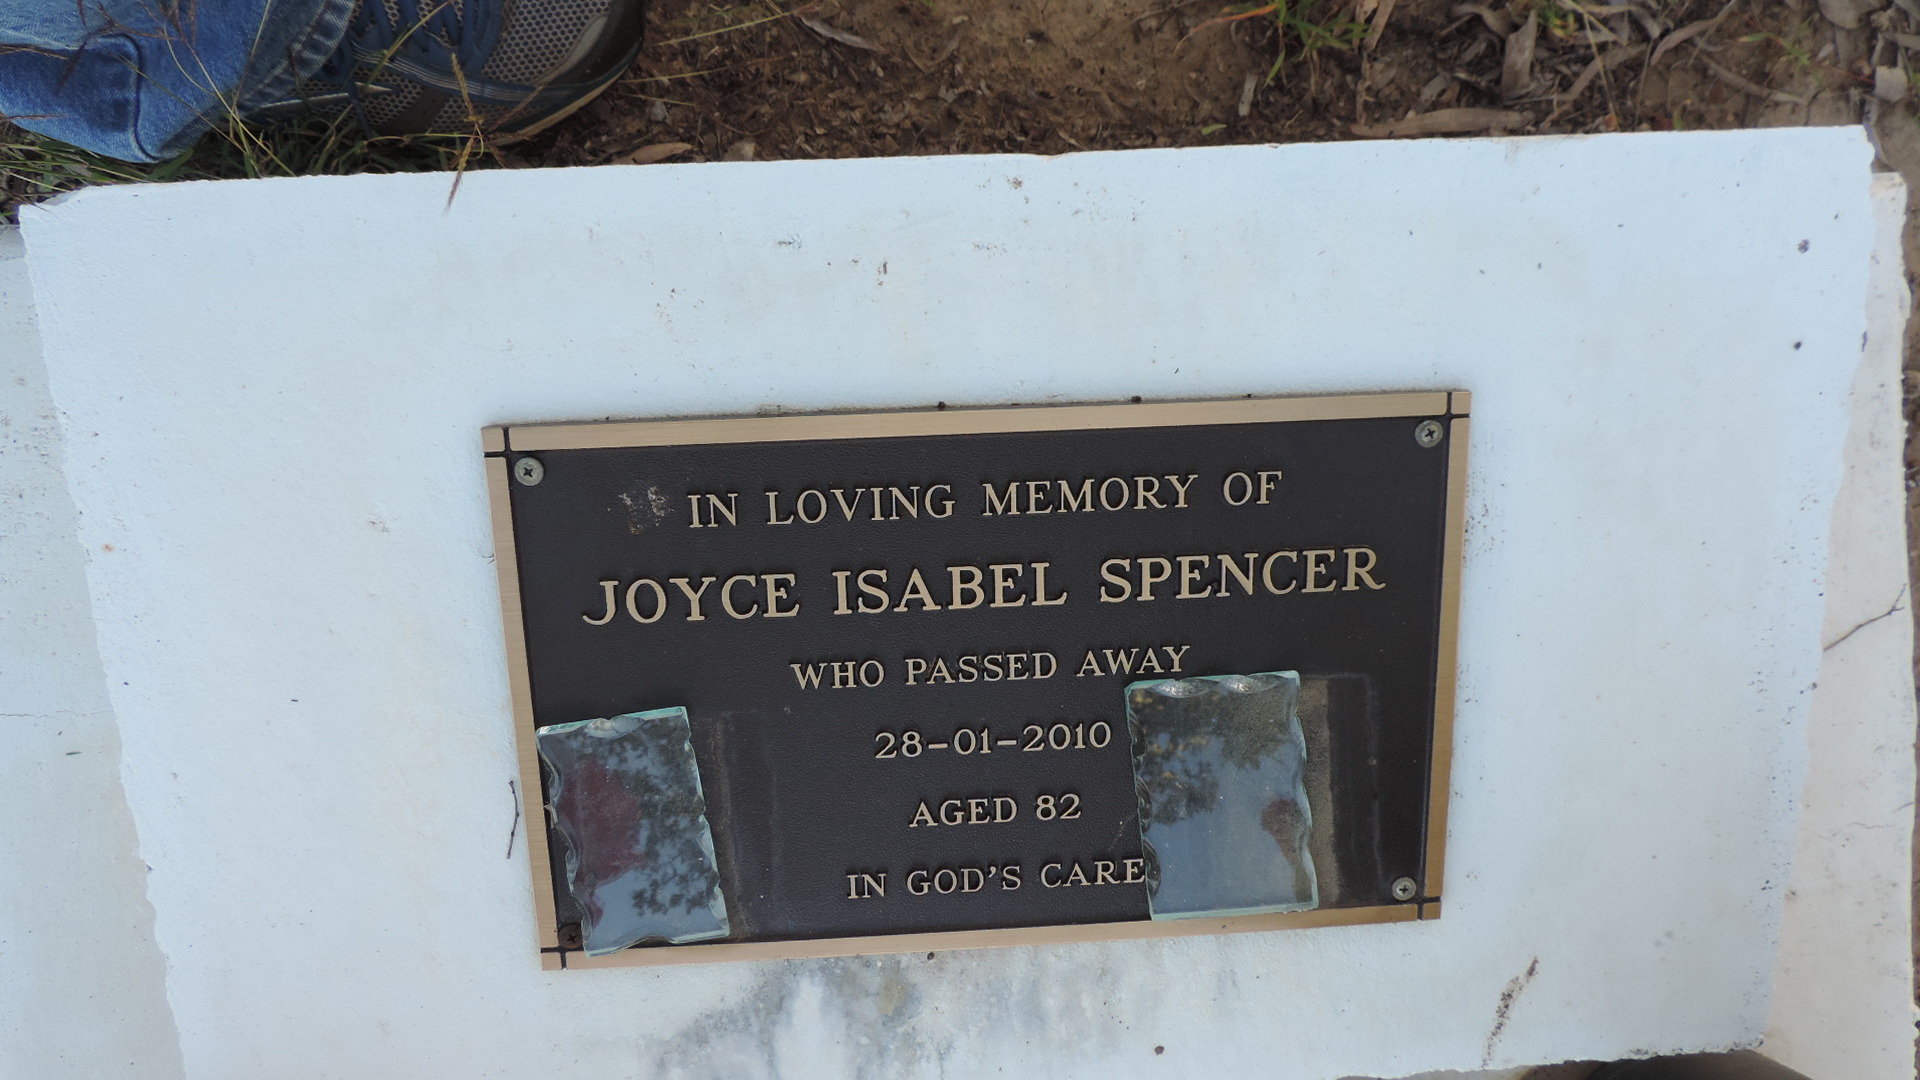 IN LOVING MEMORY OF
JOYCE ISABEL SPENCER
WHO PASSED AWAY
28-01-2010
AGED 82
IN GOD'S CARE